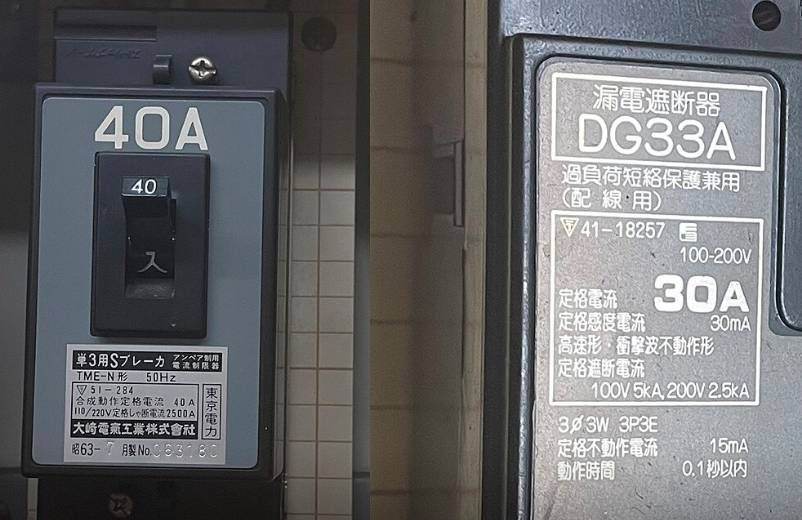 40A
40
入
単3用Sブレーカ アンペア制用電流制限器
TME-N形 50Hz
51-284
合成動作定格電流 40A
110/220V定格しゃ断電流2500A
大崎電気工業株式會社
東京電力
昭63-7月製 No.
漏電遮断器
DG33A
過負荷短絡保護兼用
(配線用)
41-18257
100-200V
定格電流 30A
定格感度電流 30mA
高速形・衝撃波不動作形
定格遮断電流
100V 5kA, 200V 2.5kA
3ø3W 3P3E
定格不動作電流 15mA
動作時間 0.1秒以内